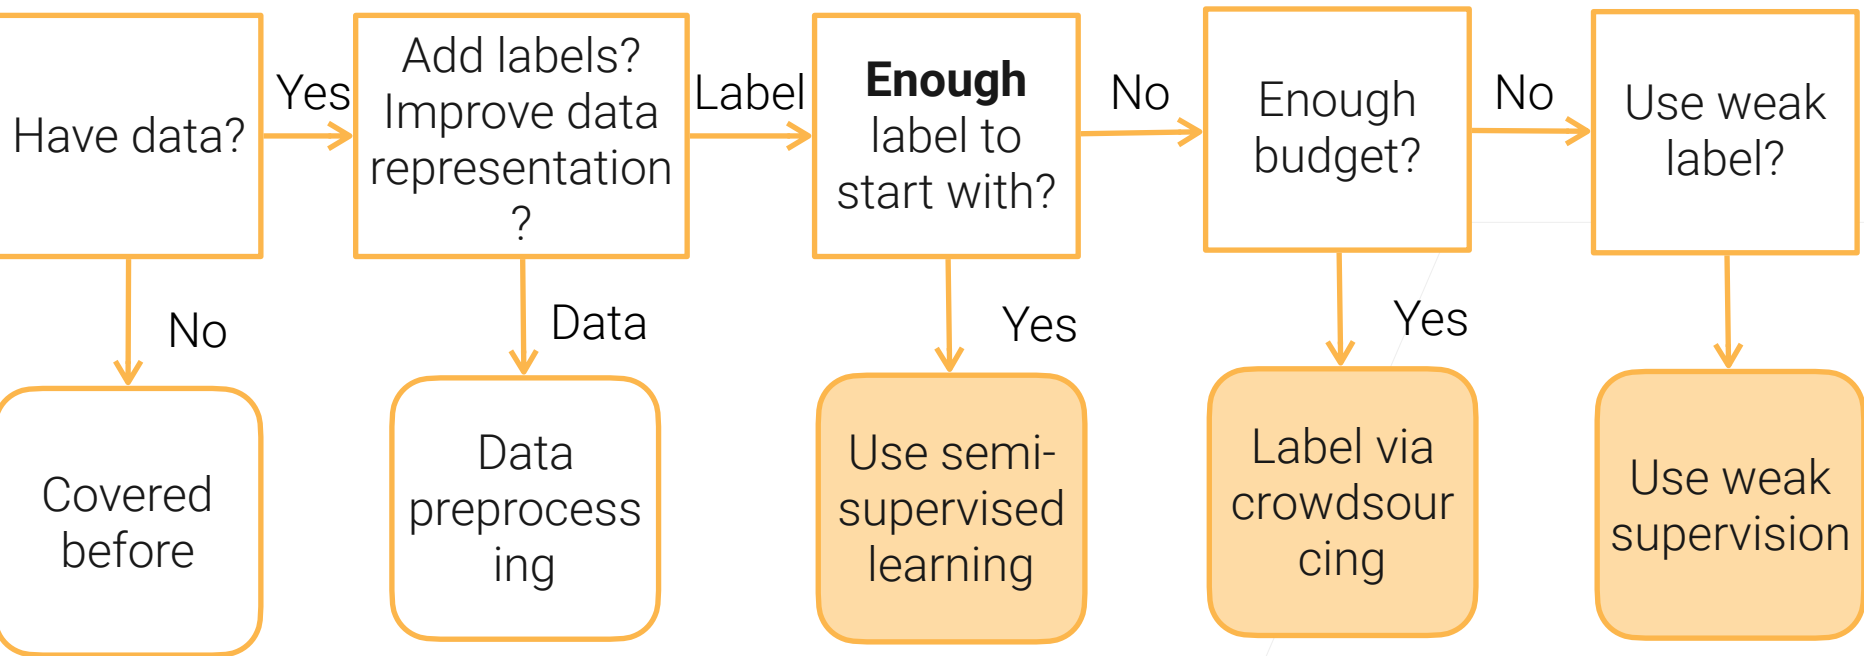 Have data?
Yes
Add labels?
Improve data
representation
?
Label
Enough
label to
start with?
No
Enough
budget?
No
Use weak
label?
No
Data
Yes
Yes
Covered
before
Data
preprocess
ing
Use semi-
supervised
learning
Label via
crowdsour
cing
Use weak
supervision